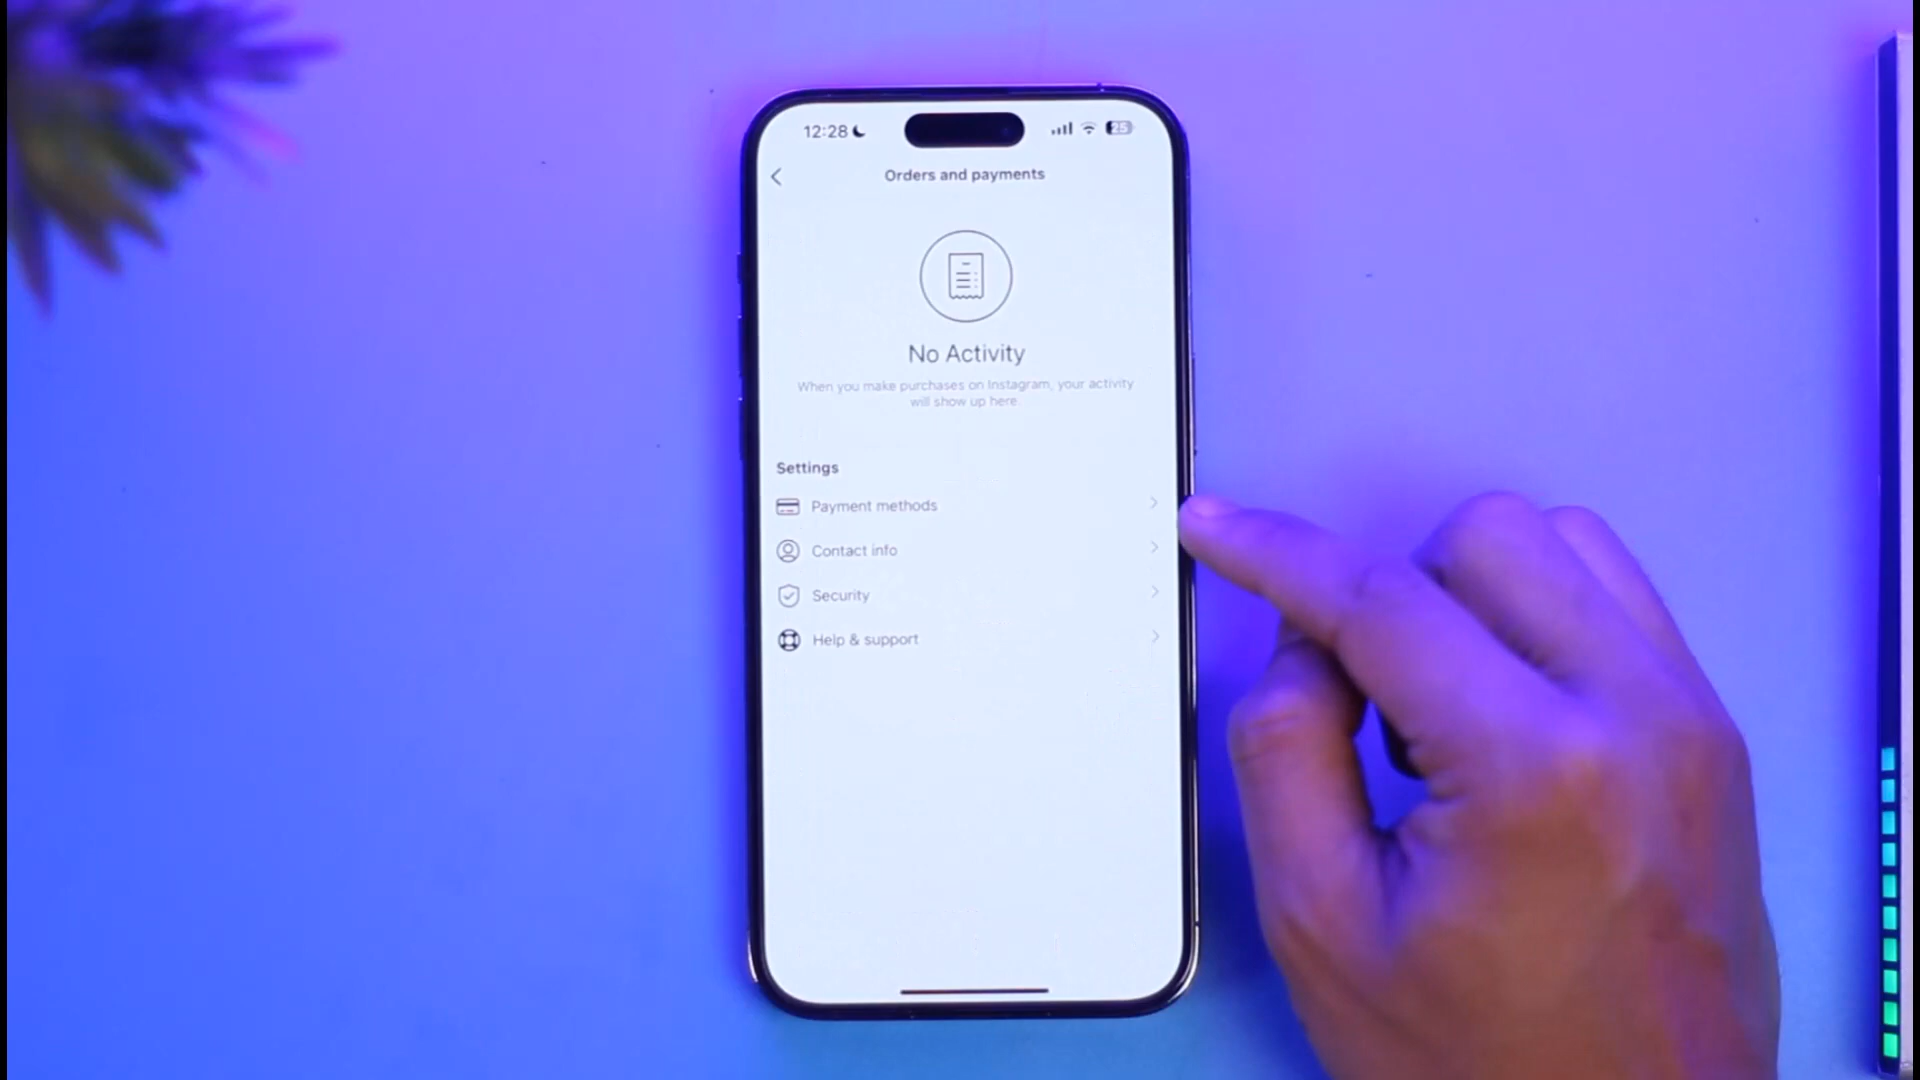 12:28
25
Orders and payments
No Activity
When you make purchases on Instagram, your activity
will show up here.
Settings
Payment methods
Contact info
Security
Help & support